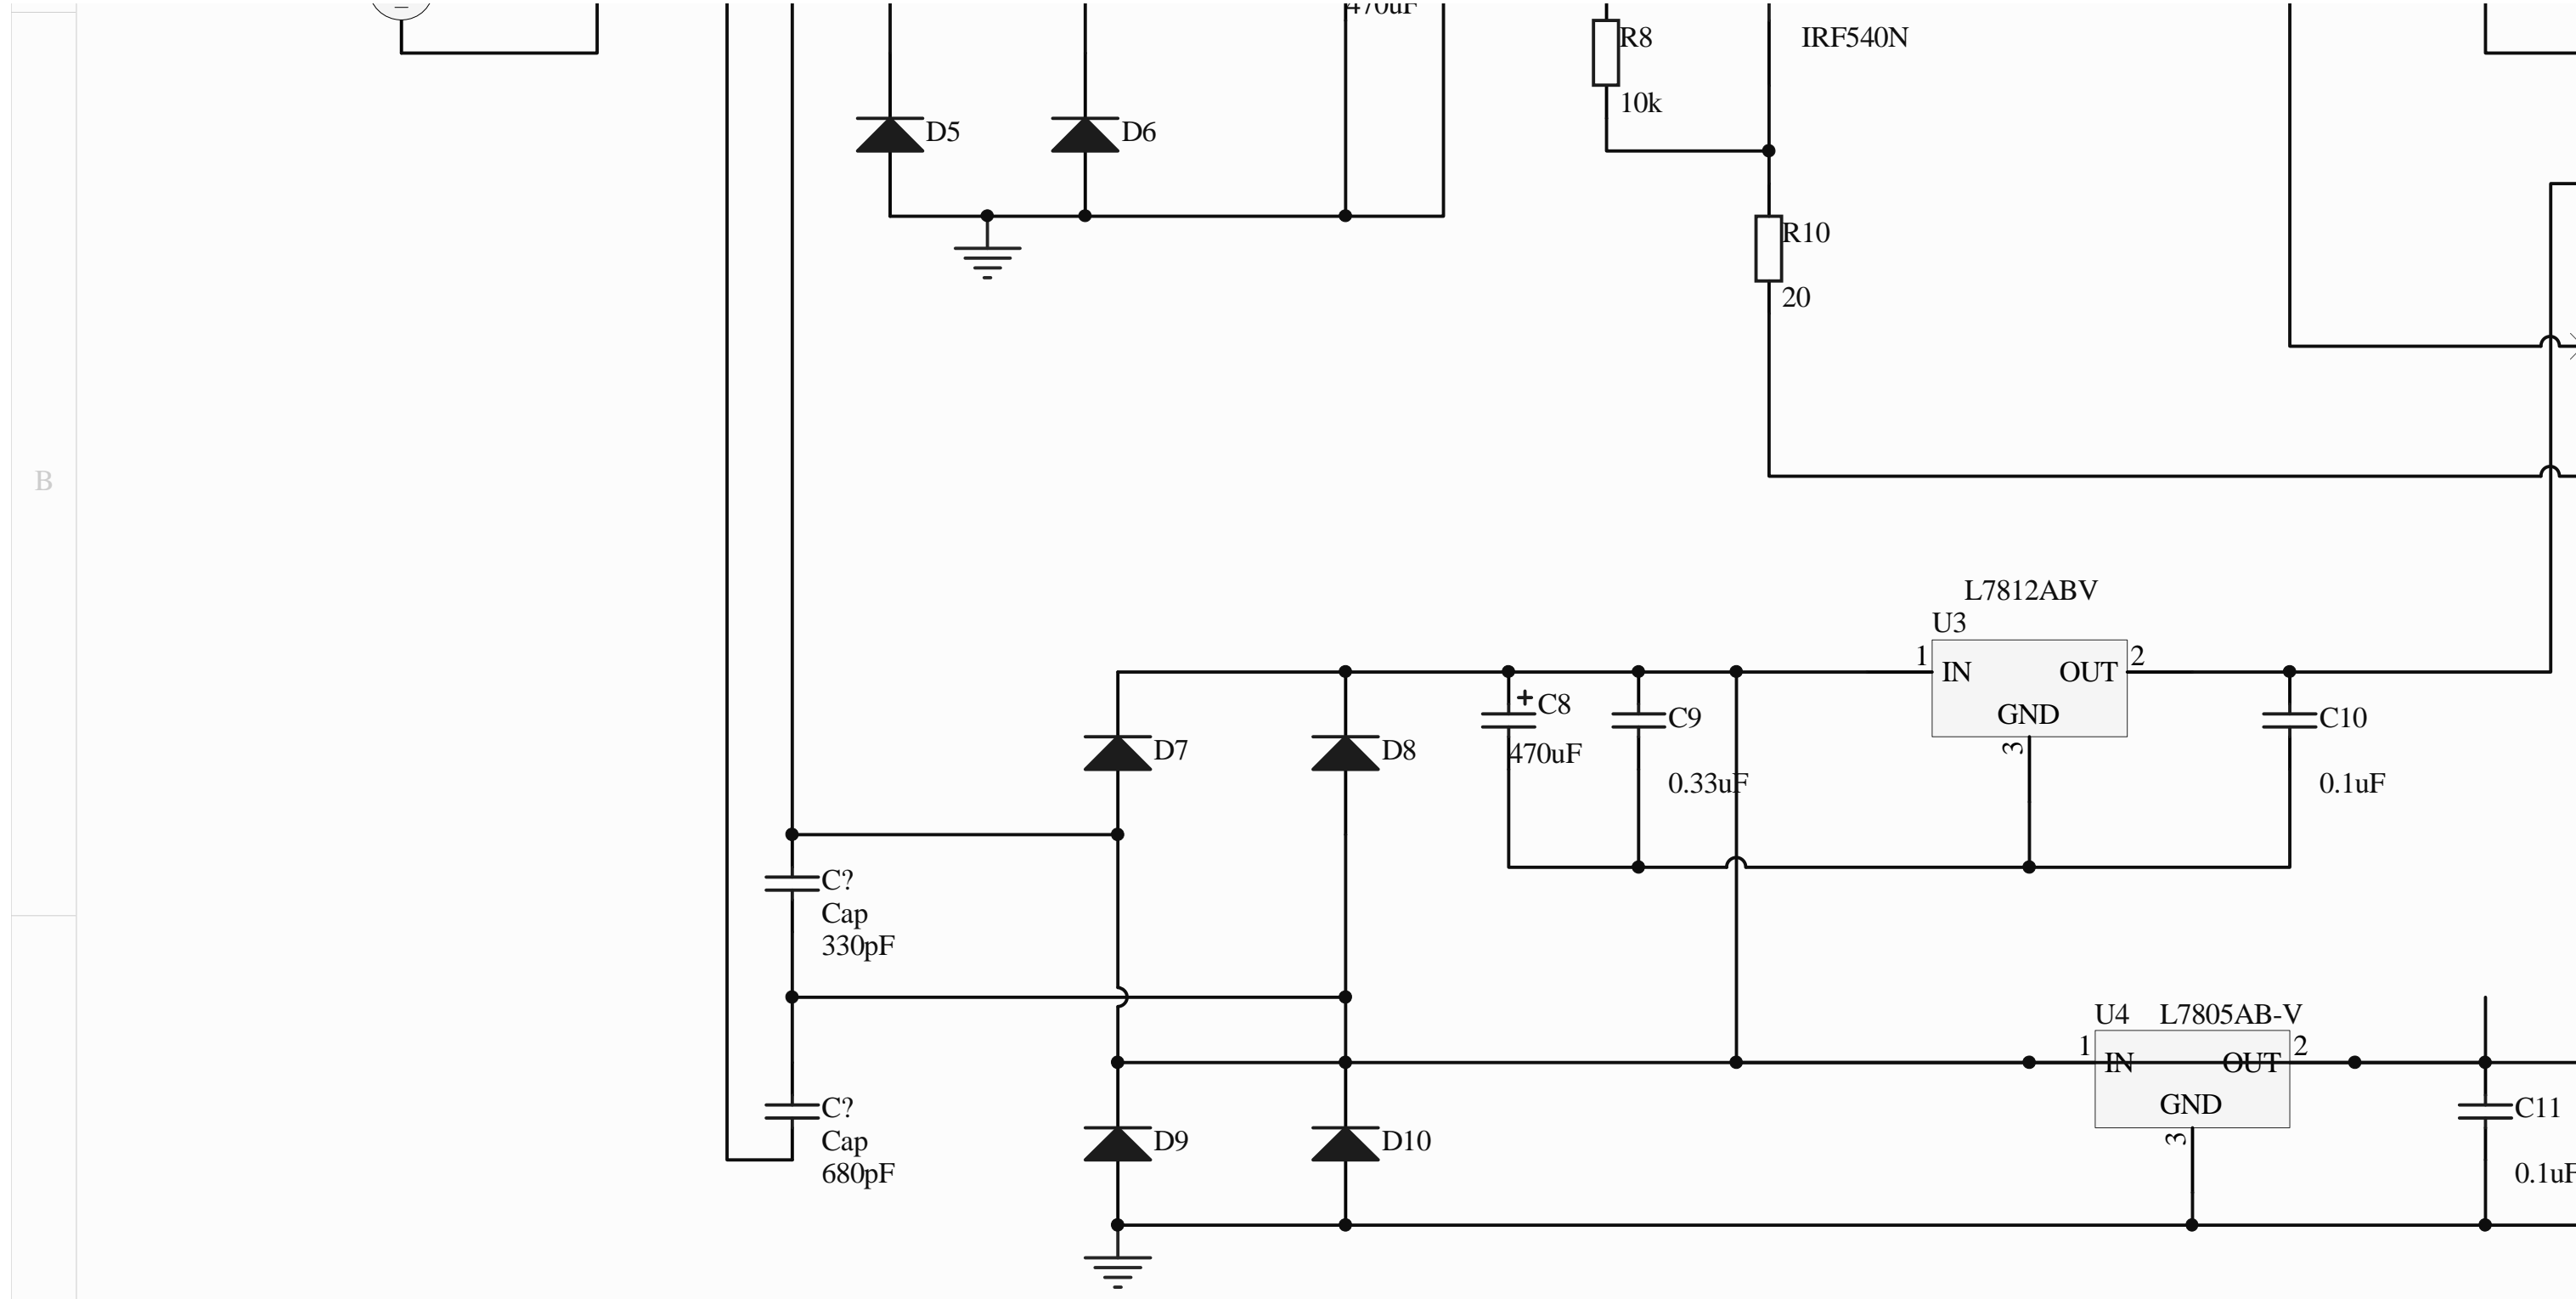 470uF
R8
IRF540N
10k
D5
D6
R10
20
B
L7812ABV
U3
1
IN
OUT
2
GND
3
+
C8
470uF
C9
0.33uF
C10
0.1uF
D7
D8
C?
Cap
330pF
U4
L7805AB-V
1
IN
OUT
2
GND
3
C11
0.1uF
C?
Cap
680pF
D9
D10